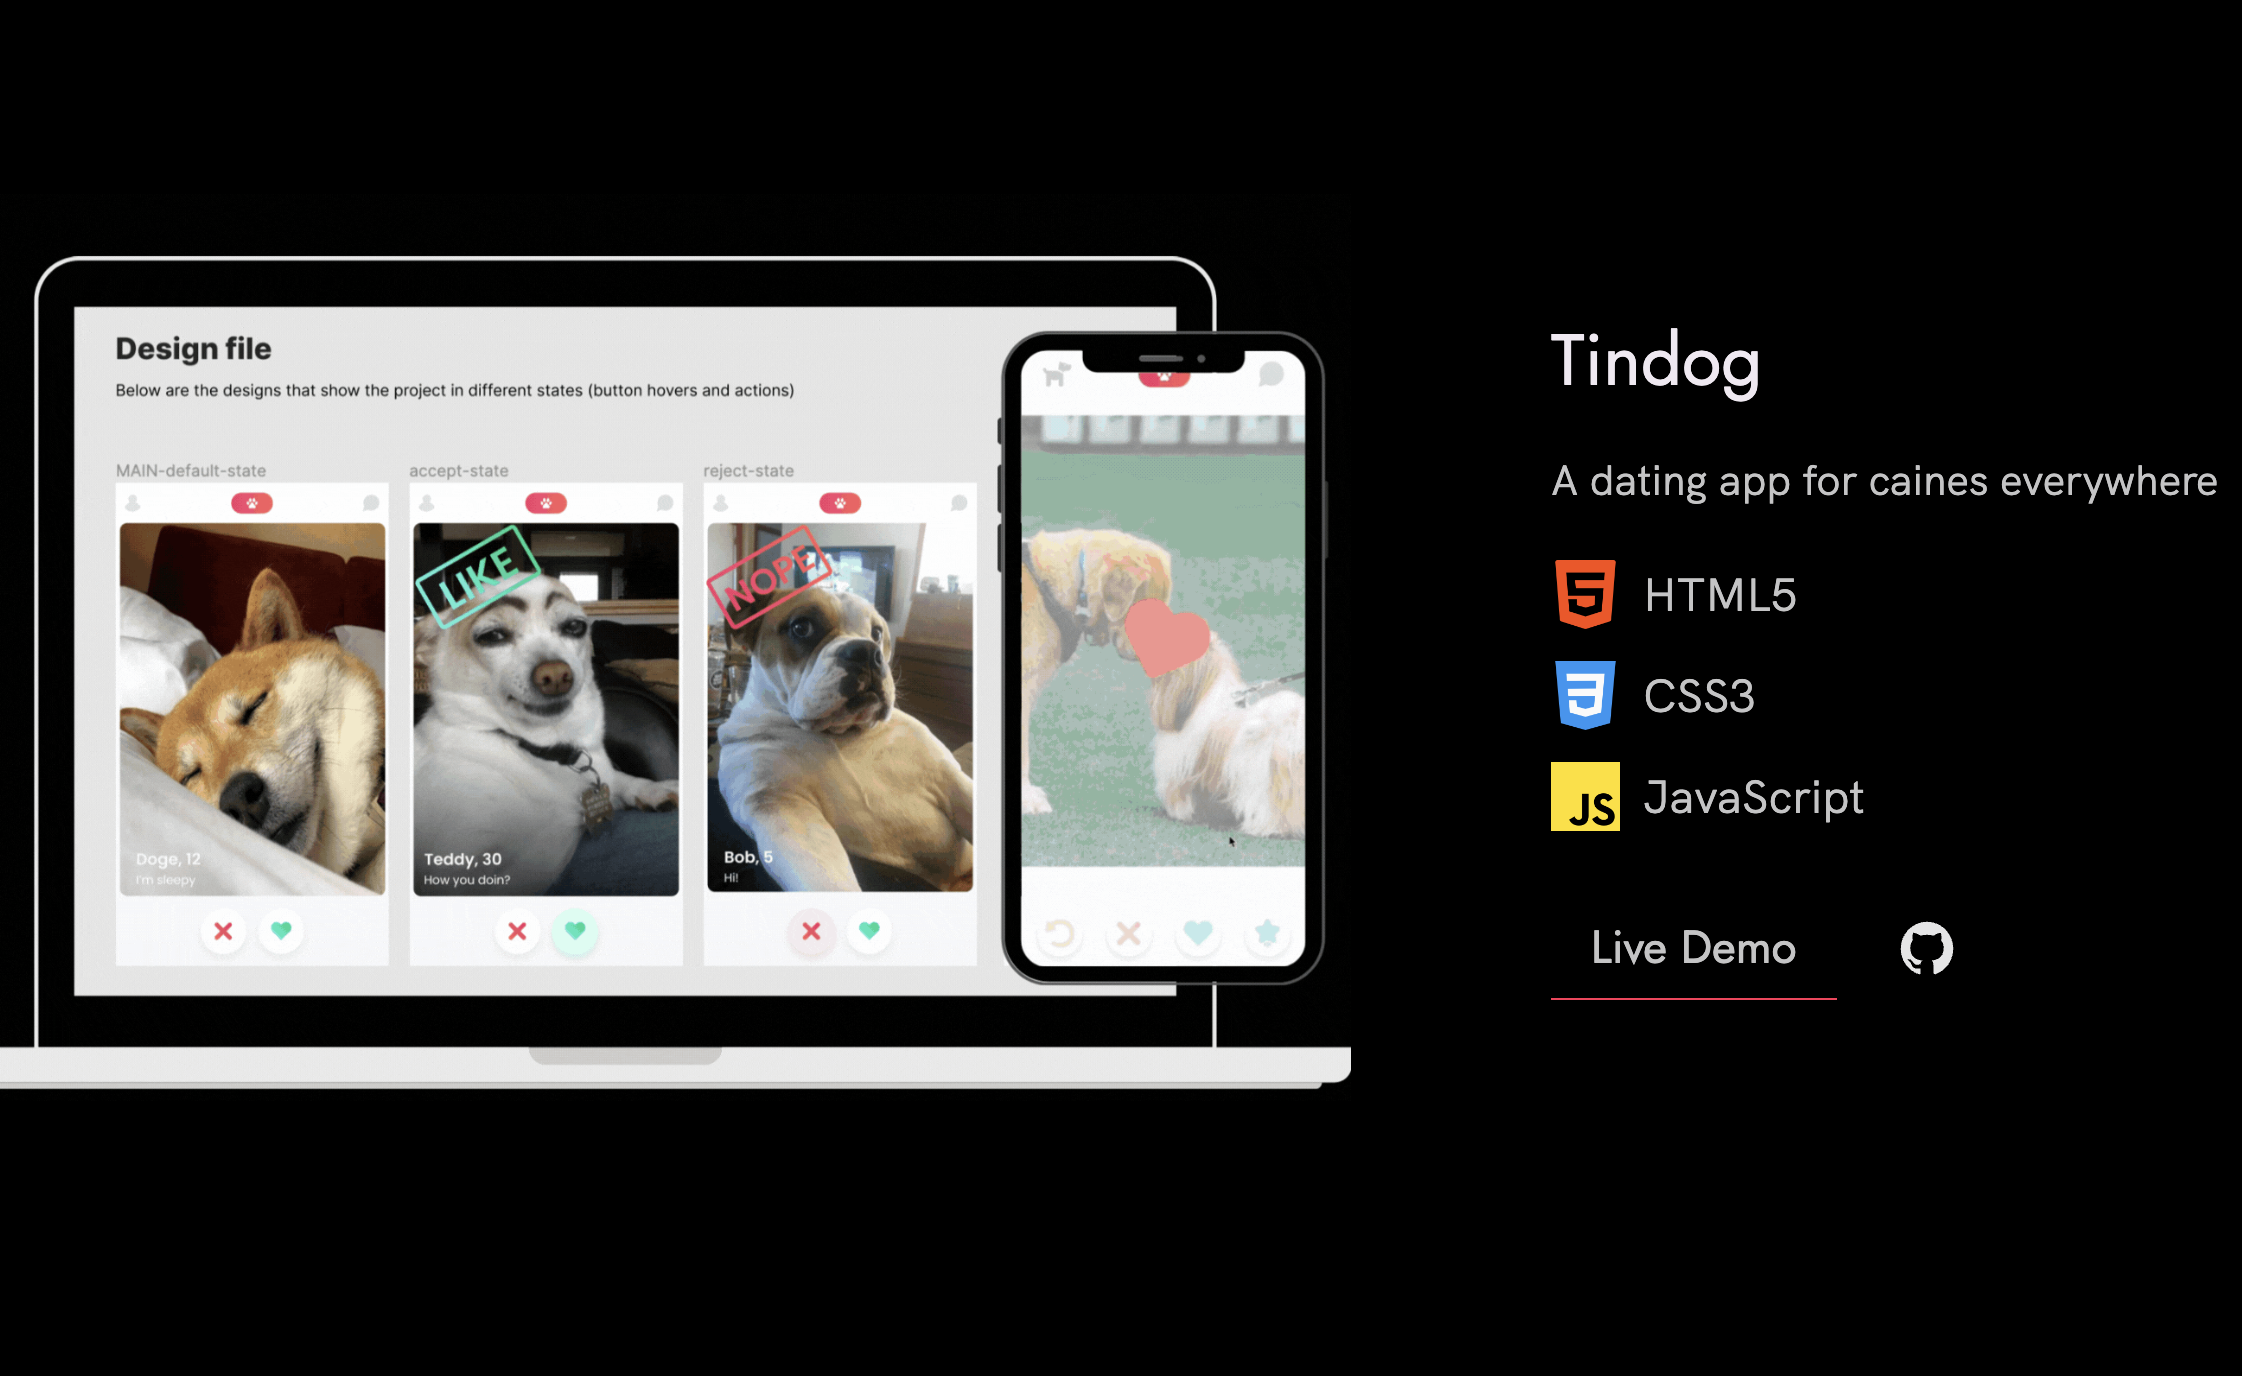 Design file
Below are the designs that show the project in different states (button hovers and actions)
MAIN-default-state
accept-state
reject-state
LIKE
NOPE
Doge, 12
I'm sleepy
Teddy, 30
How you doin?
Bob, 5
Hi!
Tindog
A dating app for caines everywhere
HTML5
CSS3
JS JavaScript
Live Demo